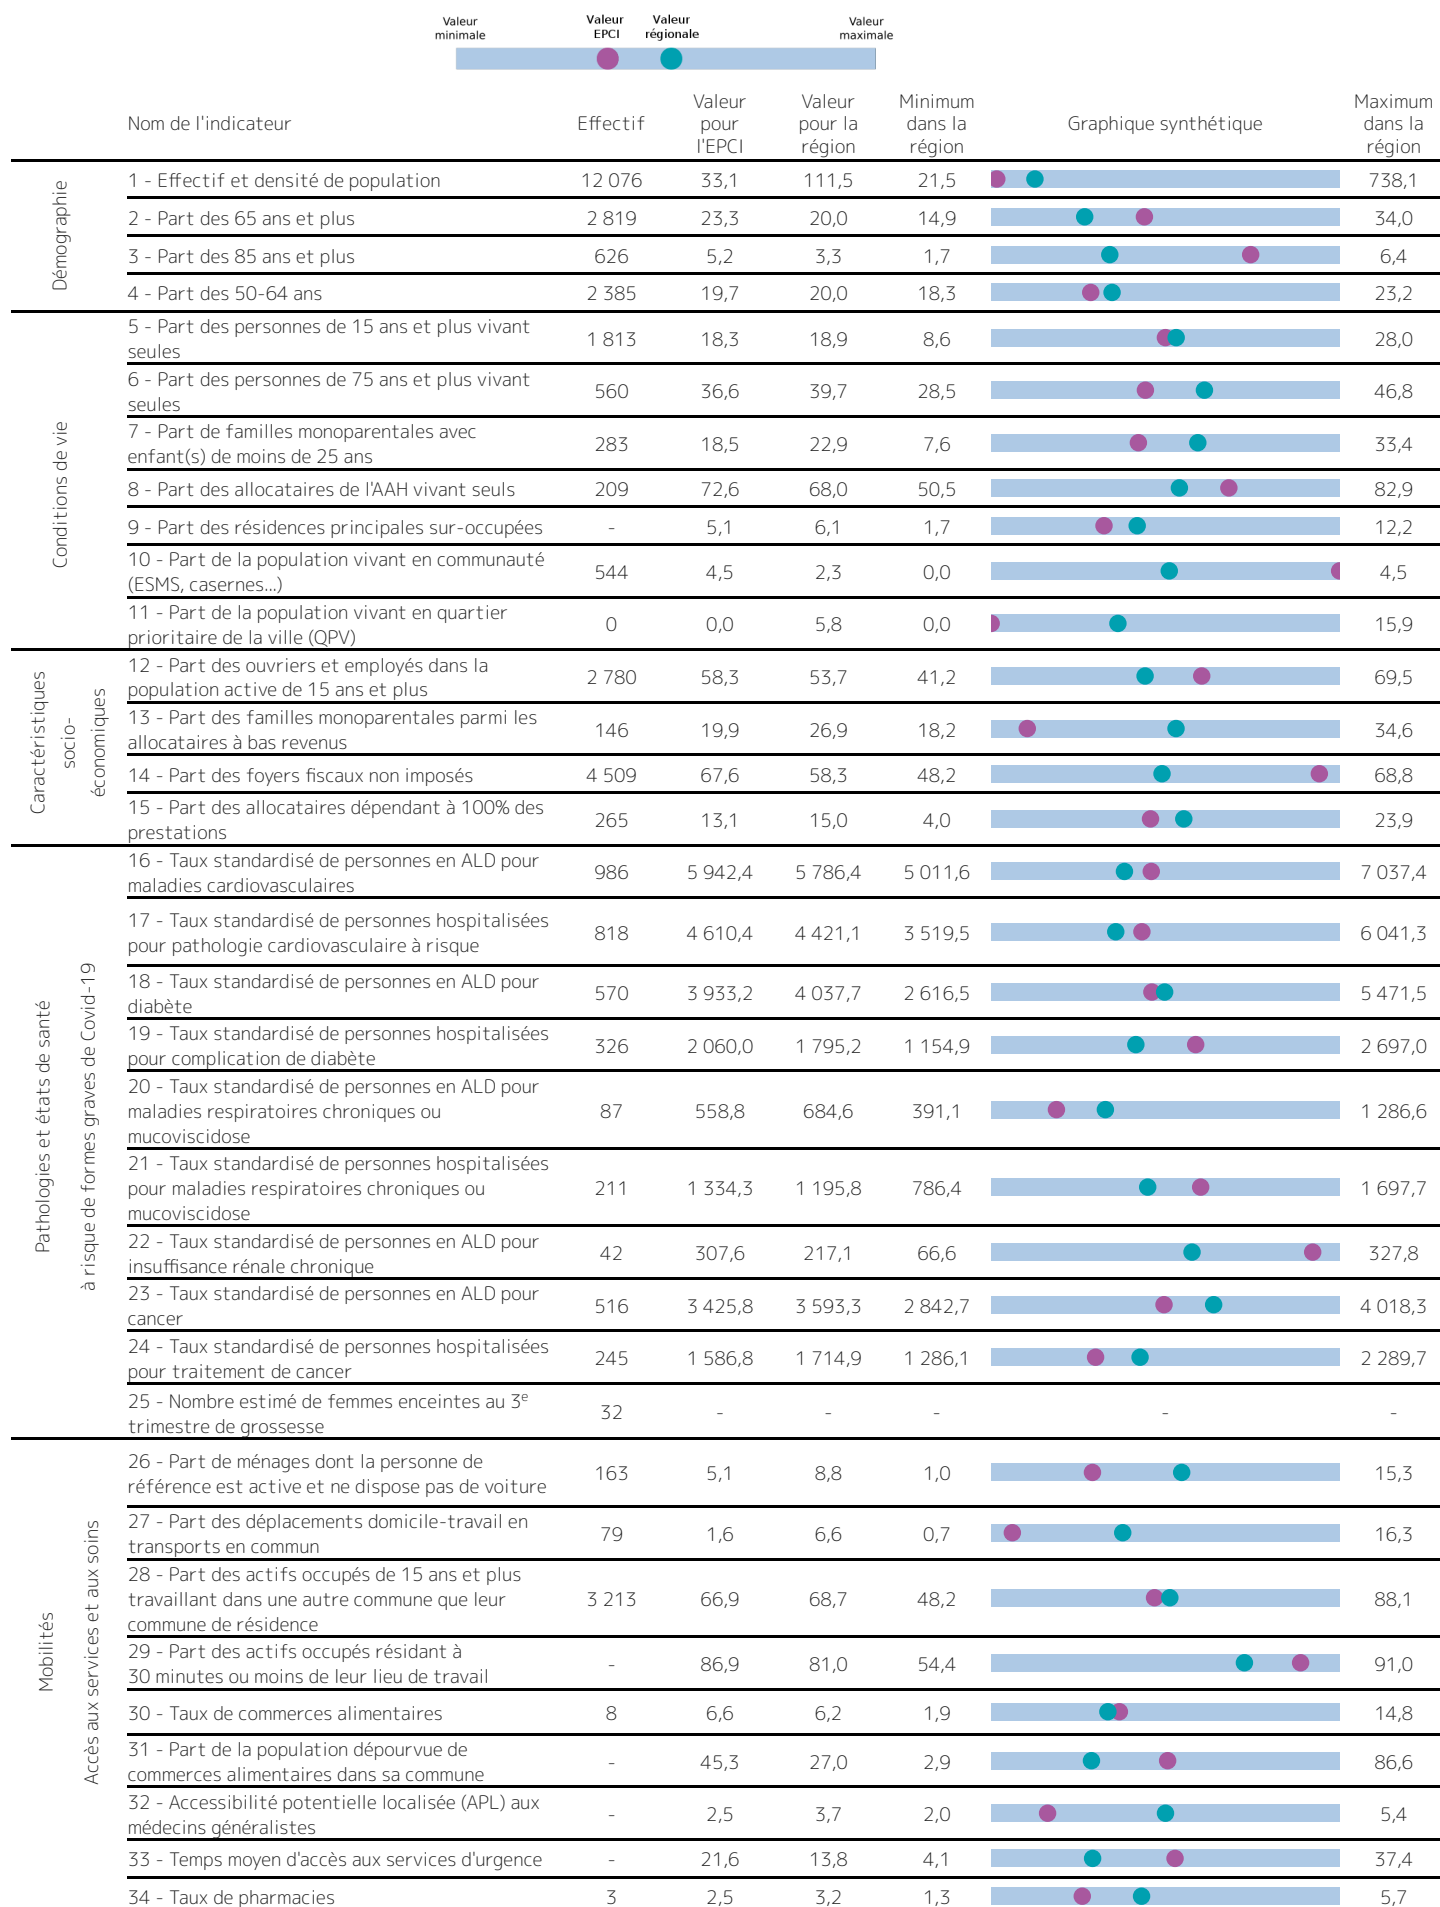 Valeur minimale
Valeur EPCI
Valeur régionale
Valeur maximale
Nom de l'indicateur
Effectif
Valeur pour l'EPCI
Valeur pour la région
Minimum dans la région
Graphique synthétique
Maximum dans la région
Démographie
1 - Effectif et densité de population 12 076 33,1 111,5 21,5 738,1
2 - Part des 65 ans et plus 2 819 23,3 20,0 14,9 34,0
3 - Part des 85 ans et plus 626 5,2 3,3 1,7 6,4
4 - Part des 50-64 ans 2 385 19,7 20,0 18,3 23,2
Conditions de vie
5 - Part des personnes de 15 ans et plus vivant
seules 1 813 18,3 18,9 8,6 28,0
6 - Part des personnes de 75 ans et plus vivant
seules 560 36,6 39,7 28,5 46,8
7 - Part de familles monoparentales avec
enfant(s) de moins de 25 ans 283 18,5 22,9 7,6 33,4
8 - Part des allocataires de l'AAH vivant seuls 209 72,6 68,0 50,5 82,9
9 - Part des résidences principales sur-occupées - 5,1 6,1 1,7 12,2
10 - Part de la population vivant en communauté
(ESMS, casernes...) 544 4,5 2,3 0,0 4,5
11 - Part de la population vivant en quartier
prioritaire de la ville (QPV) 0 0,0 5,8 0,0 15,9
Caractéristiques
socio-
économiques
12 - Part des ouvriers et employés dans la
population active de 15 ans et plus 2 780 58,3 53,7 41,2 69,5
13 - Part des familles monoparentales parmi les
allocataires à bas revenus 146 19,9 26,9 18,2 34,6
14 - Part des foyers fiscaux non imposés 4 509 67,6 58,3 48,2 68,8
15 - Part des allocataires dépendant à 100% des
prestations 265 13,1 15,0 4,0 23,9
Pathologies et états de santé
à risque de formes graves de Covid-19
16 - Taux standardisé de personnes en ALD pour
maladies cardiovasculaires 986 5 942,4 5 786,4 5 011,6 7 037,4
17 - Taux standardisé de personnes hospitalisées
pour pathologie cardiovasculaire à risque 818 4 610,4 4 421,1 3 519,5 6 041,3
18 - Taux standardisé de personnes en ALD pour
diabète 570 3 933,2 4 037,7 2 616,5 5 471,5
19 - Taux standardisé de personnes hospitalisées
pour complication de diabète 326 2 060,0 1 795,2 1 154,9 2 697,0
20 - Taux standardisé de personnes en ALD pour
maladies respiratoires chroniques ou
mucoviscidose 87 558,8 684,6 391,1 1 286,6
21 - Taux standardisé de personnes hospitalisées
pour maladies respiratoires chroniques ou
mucoviscidose 211 1 334,3 1 195,8 786,4 1 697,7
22 - Taux standardisé de personnes en ALD pour
insuffisance rénale chronique 42 307,6 217,1 66,6 327,8
23 - Taux standardisé de personnes en ALD pour
cancer 516 3 425,8 3 593,3 2 842,7 4 018,3
24 - Taux standardisé de personnes hospitalisées
pour traitement de cancer 245 1 586,8 1 714,9 1 286,1 2 289,7
25 - Nombre estimé de femmes enceintes au 3e
trimestre de grossesse 32 - - - - -
Mobilités
Accès aux services et aux soins
26 - Part de ménages dont la personne de
référence est active et ne dispose pas de voiture 163 5,1 8,8 1,0 15,3
27 - Part des déplacements domicile-travail en
transports en commun 79 1,6 6,6 0,7 16,3
28 - Part des actifs occupés de 15 ans et plus
travaillant dans une autre commune que leur
commune de résidence 3 213 66,9 68,7 48,2 88,1
29 - Part des actifs occupés résidant à
30 minutes ou moins de leur lieu de travail - 86,9 81,0 54,4 91,0
30 - Taux de commerces alimentaires 8 6,6 6,2 1,9 14,8
31 - Part de la population dépourvue de
commerces alimentaires dans sa commune - 45,3 27,0 2,9 86,6
32 - Accessibilité potentielle localisée (APL) aux
médecins généralistes - 2,5 3,7 2,0 5,4
33 - Temps moyen d'accès aux services d'urgence - 21,6 13,8 4,1 37,4
34 - Taux de pharmacies 3 2,5 3,2 1,3 5,7